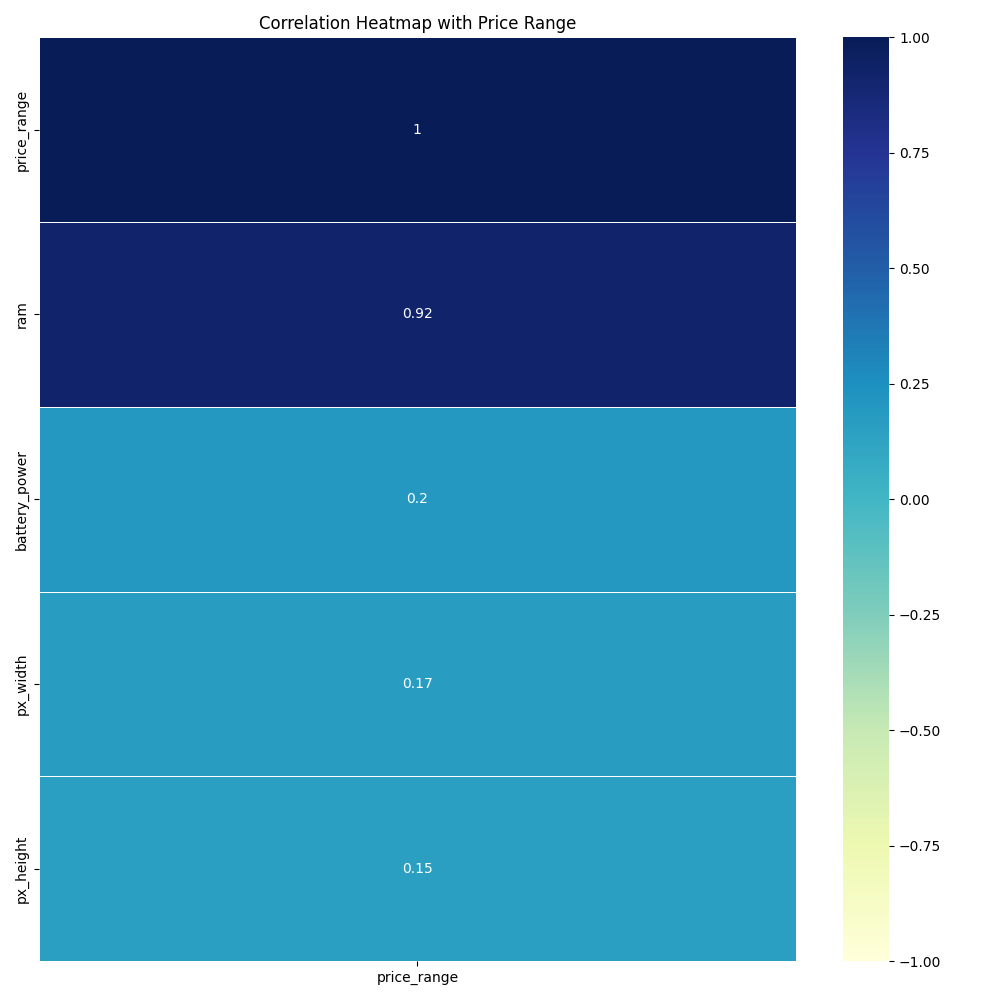 Correlation Heatmap with Price Range
price_range
1
ram
0.92
battery_power
0.2
px_width
0.17
px_height
0.15
price_range
1.00
0.75
0.50
0.25
0.00
−0.25
−0.50
−0.75
−1.00